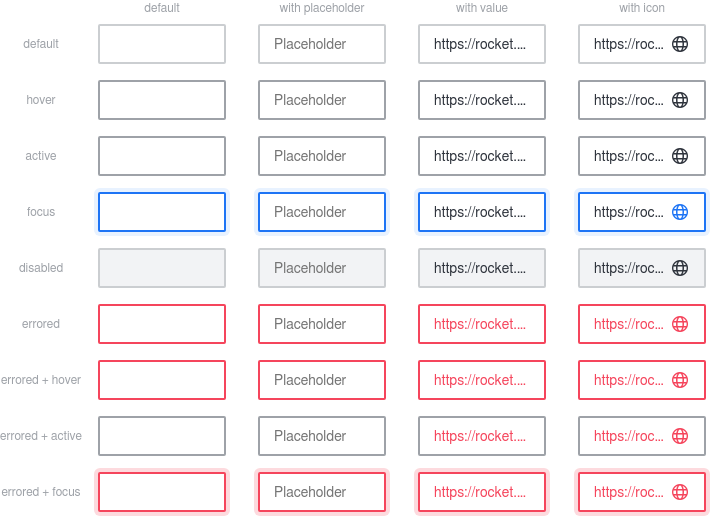 default with placeholder with value with icon
default Placeholder https://rocket.... https://roc...
hover Placeholder https://rocket.... https://roc...
active Placeholder https://rocket.... https://roc...
focus Placeholder https://rocket.... https://roc...
disabled Placeholder https://rocket.... https://roc...
errored Placeholder https://rocket.... https://roc...
errored + hover Placeholder https://rocket.... https://roc...
errored + active Placeholder https://rocket.... https://roc...
errored + focus Placeholder https://rocket.... https://roc...